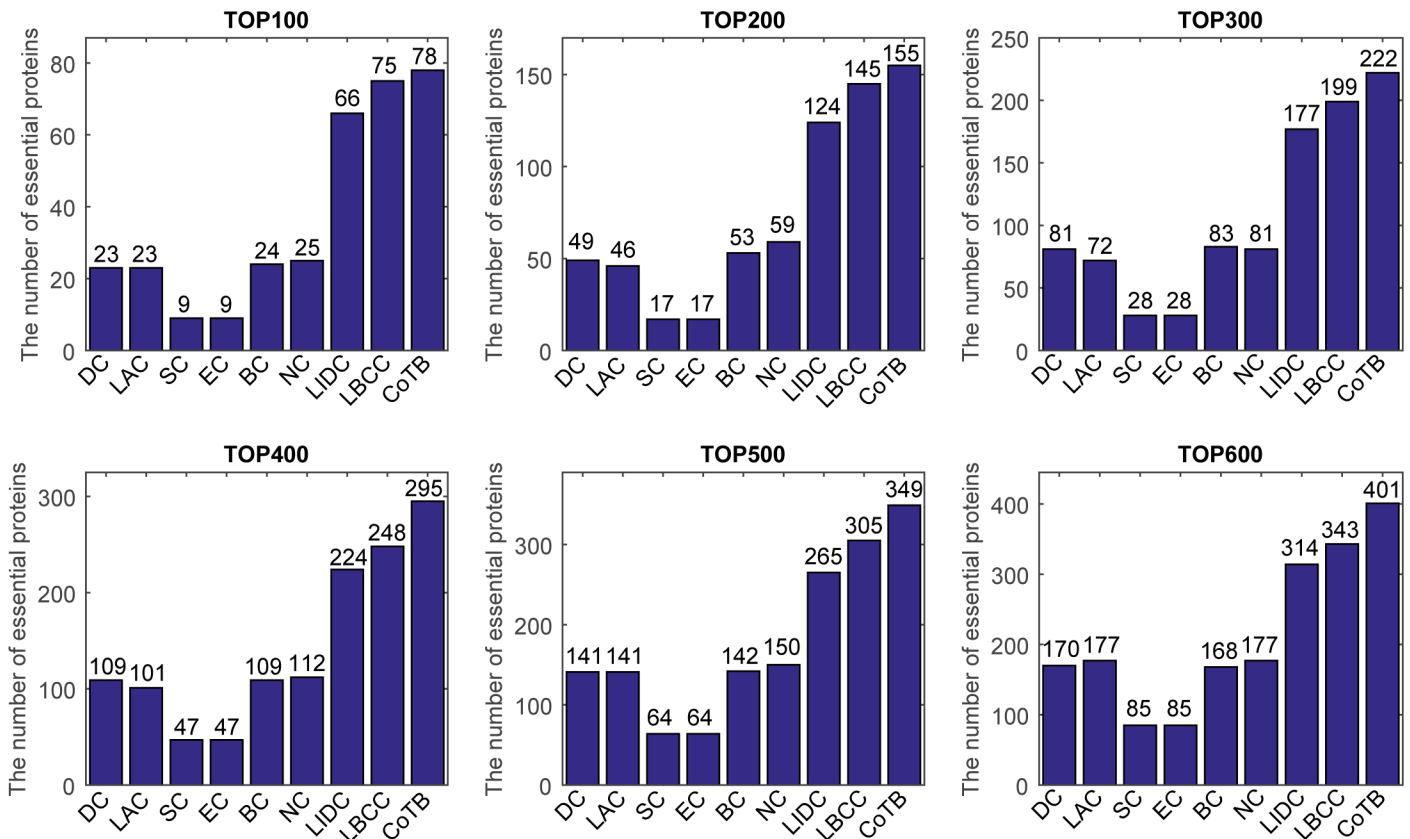 TOP100
The number of essential proteins
80
60
40
20
0
23
23
9
9
24
25
66
75
78
DC
LAC
SC
EC
BC
NC
LIDC
LBCC
CoTB
TOP200
The number of essential proteins
150
100
50
0
49
46
17
17
53
59
124
145
155
DC
LAC
SC
EC
BC
NC
LIDC
LBCC
CoTB
TOP300
The number of essential proteins
250
200
150
100
50
0
81
72
28
28
83
81
177
199
222
DC
LAC
SC
EC
BC
NC
LIDC
LBCC
CoTB
TOP400
The number of essential proteins
300
200
100
0
109
101
47
47
109
112
224
248
295
DC
LAC
SC
EC
BC
NC
LIDC
LBCC
CoTB
TOP500
The number of essential proteins
300
200
100
0
141
141
64
64
142
150
265
305
349
DC
LAC
SC
EC
BC
NC
LIDC
LBCC
CoTB
TOP600
The number of essential proteins
400
300
200
100
0
170
177
85
85
168
177
314
343
401
DC
LAC
SC
EC
BC
NC
LIDC
LBCC
CoTB